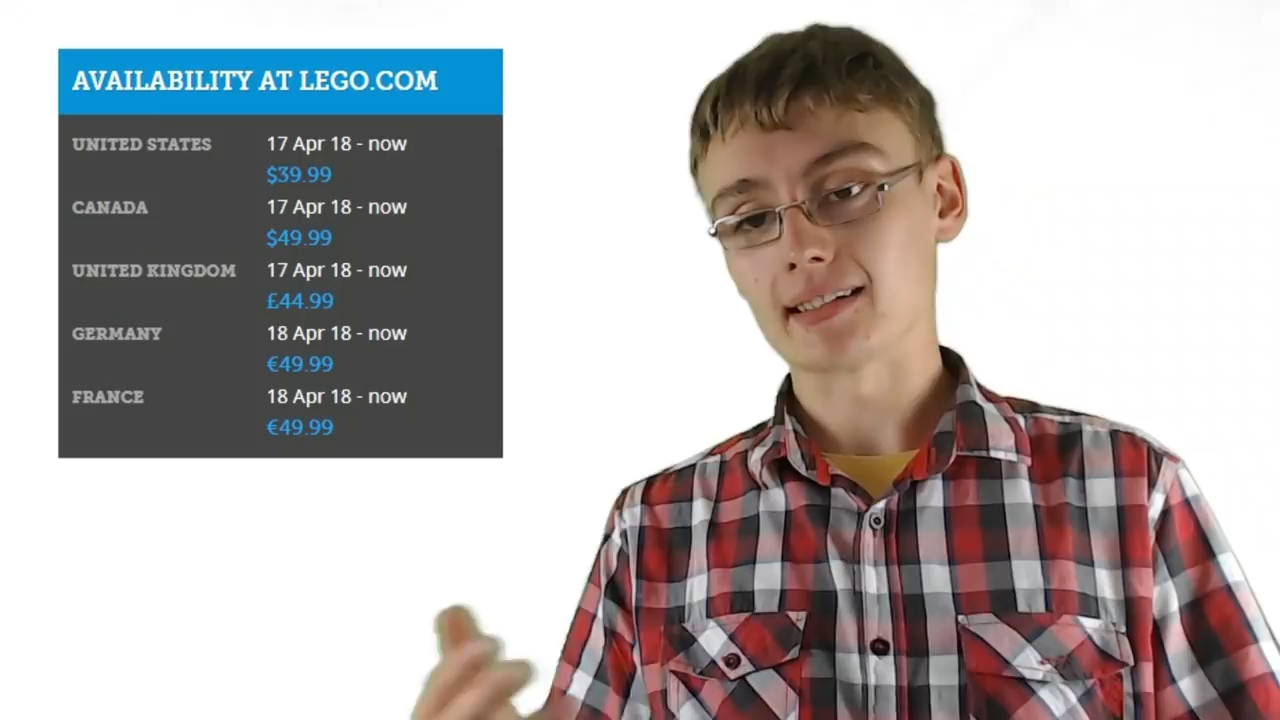 AVAILABILITY AT LEGO.COM
UNITED STATES 17 Apr 18 - now
$39.99
CANADA 17 Apr 18 - now
$49.99
UNITED KINGDOM 17 Apr 18 - now
£44.99
GERMANY 18 Apr 18 - now
€49.99
FRANCE 18 Apr 18 - now
€49.99